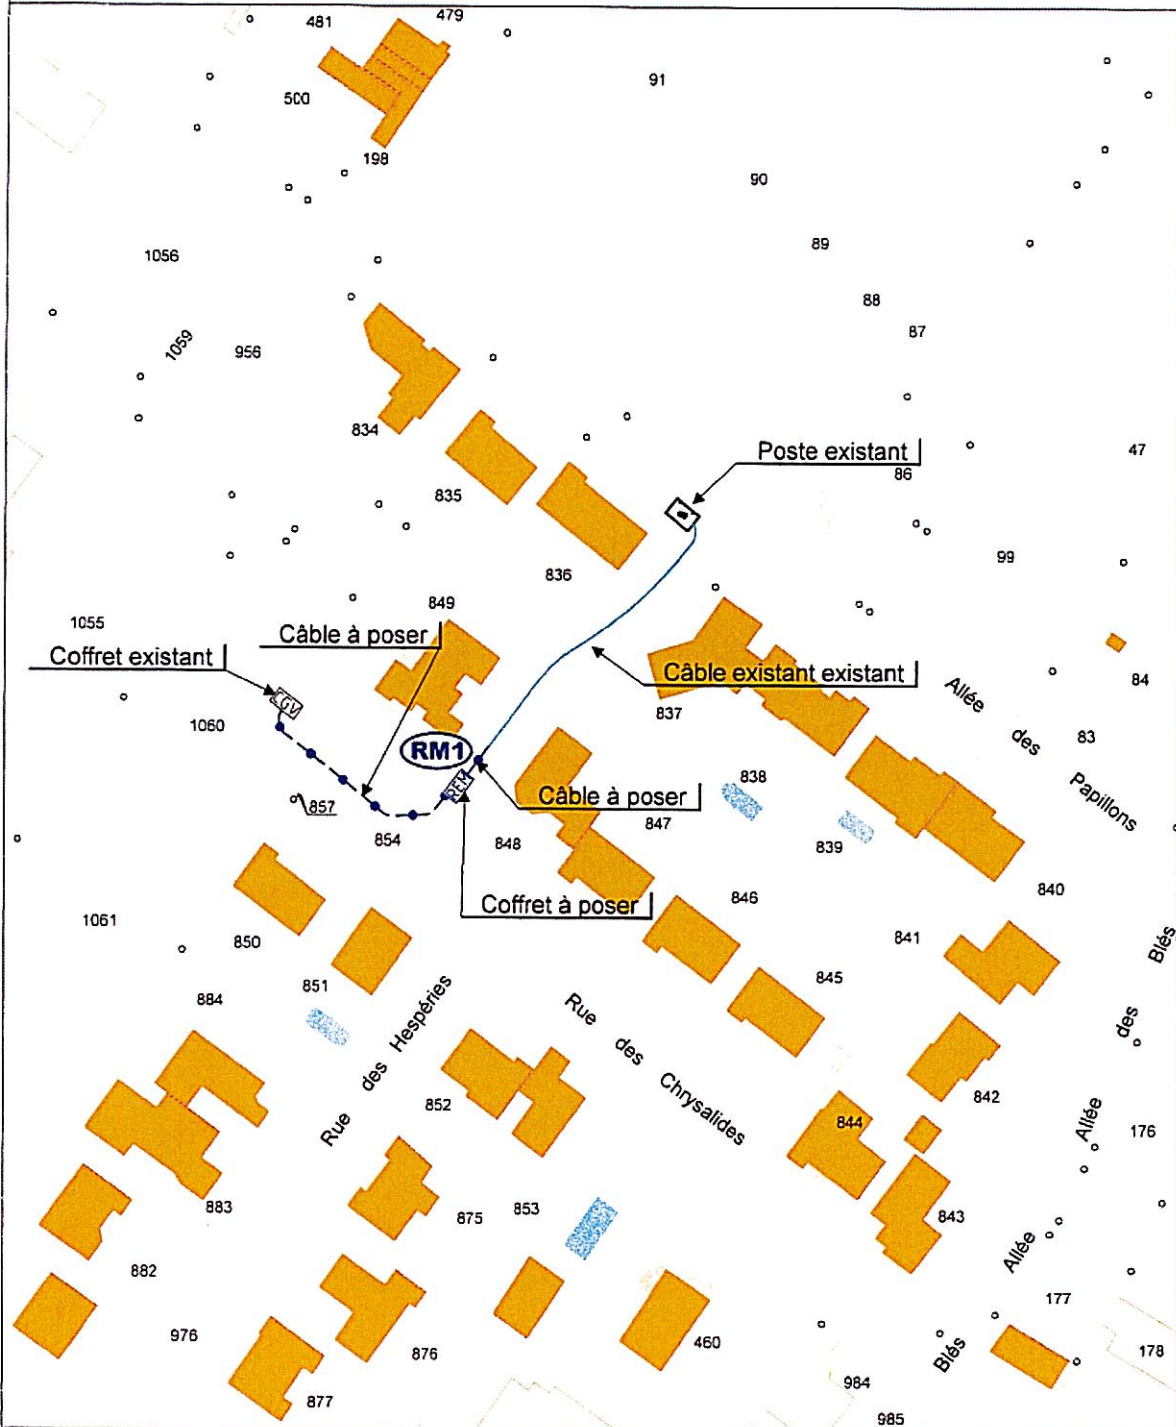 481
479
91
500
198
90
89
1056
88
87
1059
956
834
47
Poste existant
86
835
99
836
849
1055
Câble à poser
Coffret existant
Câble existant existant
84
Allée
des
Papillons
837
83
1060
CGV
RM1
838
REM
Câble à poser
857
847
839
854
848
840
846
Coffret à poser
1061
841
850
845
851
884
Rue
des
Hespéries
Rue
des
Chrysalides
Allée
des
Blés
852
842
844
176
883
875
853
843
882
Allée
177
976
876
460
Blés
178
984
877
985